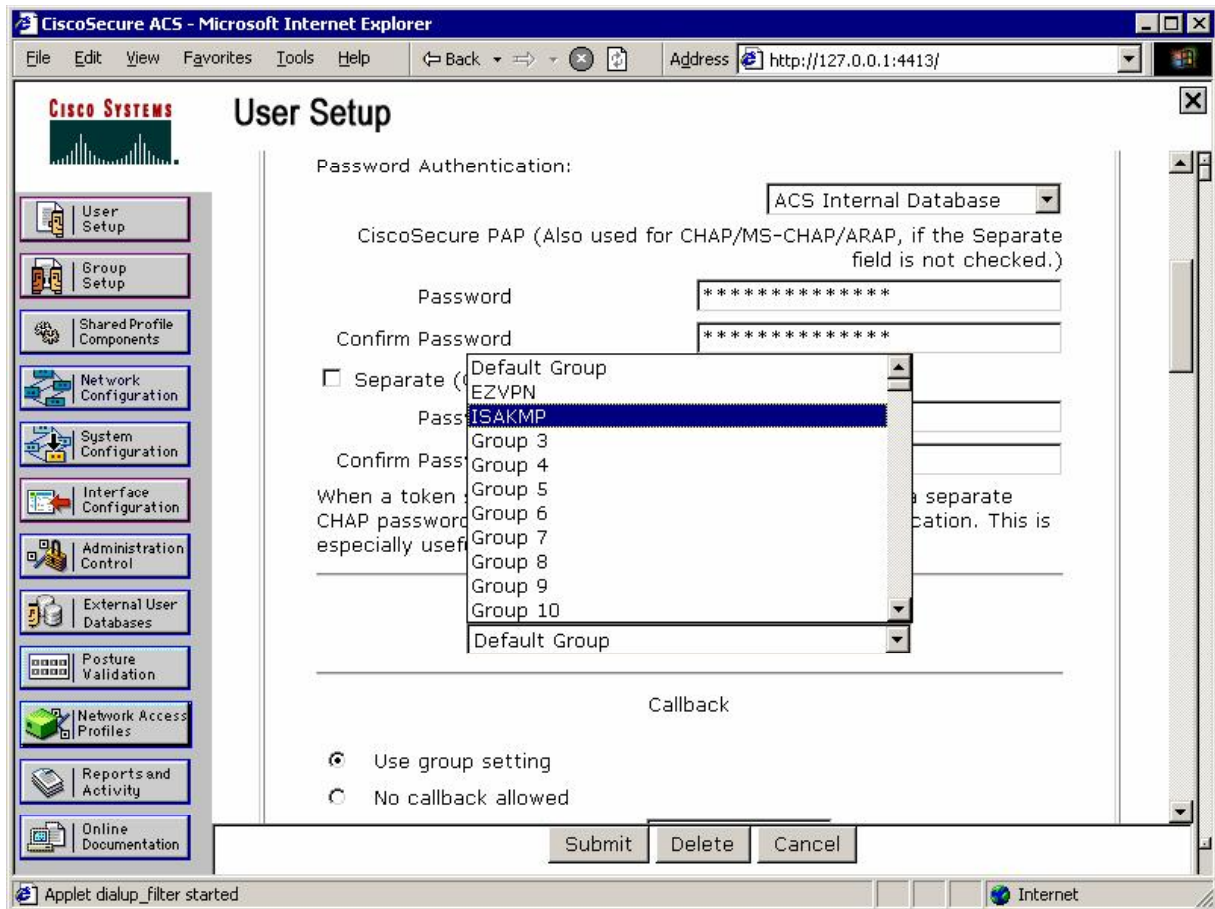 CiscoSecure ACS - Microsoft Internet Explorer
File Edit View Favorites Tools Help Back Address http://127.0.0.1:4413/
CISCO SYSTEMS
User Setup
User Setup
Group Setup
Shared Profile Components
Network Configuration
System Configuration
Interface Configuration
Administration Control
External User Databases
Posture Validation
Network Access Profiles
Reports and Activity
Online Documentation
Password Authentication:
ACS Internal Database
CiscoSecure PAP (Also used for CHAP/MS-CHAP/ARAP, if the Separate
field is not checked.)
Password **************
Confirm Password **************
Separate (
Pass
Confirm Pass
When a token
a separate
CHAP password
cation. This is
especially usef
Default Group
EZVPN
ISAKMP
Group 3
Group 4
Group 5
Group 6
Group 7
Group 8
Group 9
Group 10
Default Group
Callback
Use group setting
No callback allowed
Submit Delete Cancel
Applet dialup_filter started Internet